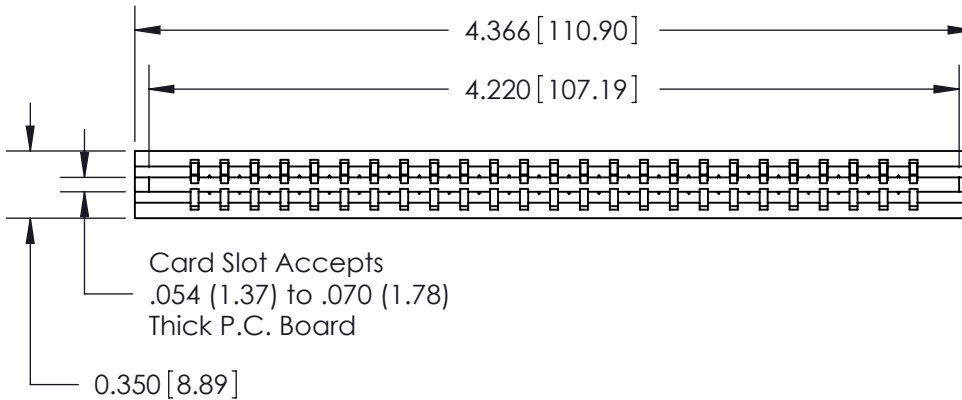 4.366 [110.90]
4.220 [107.19]
Card Slot Accepts
.054 (1.37) to .070 (1.78)
Thick P.C. Board
0.350 [8.89]